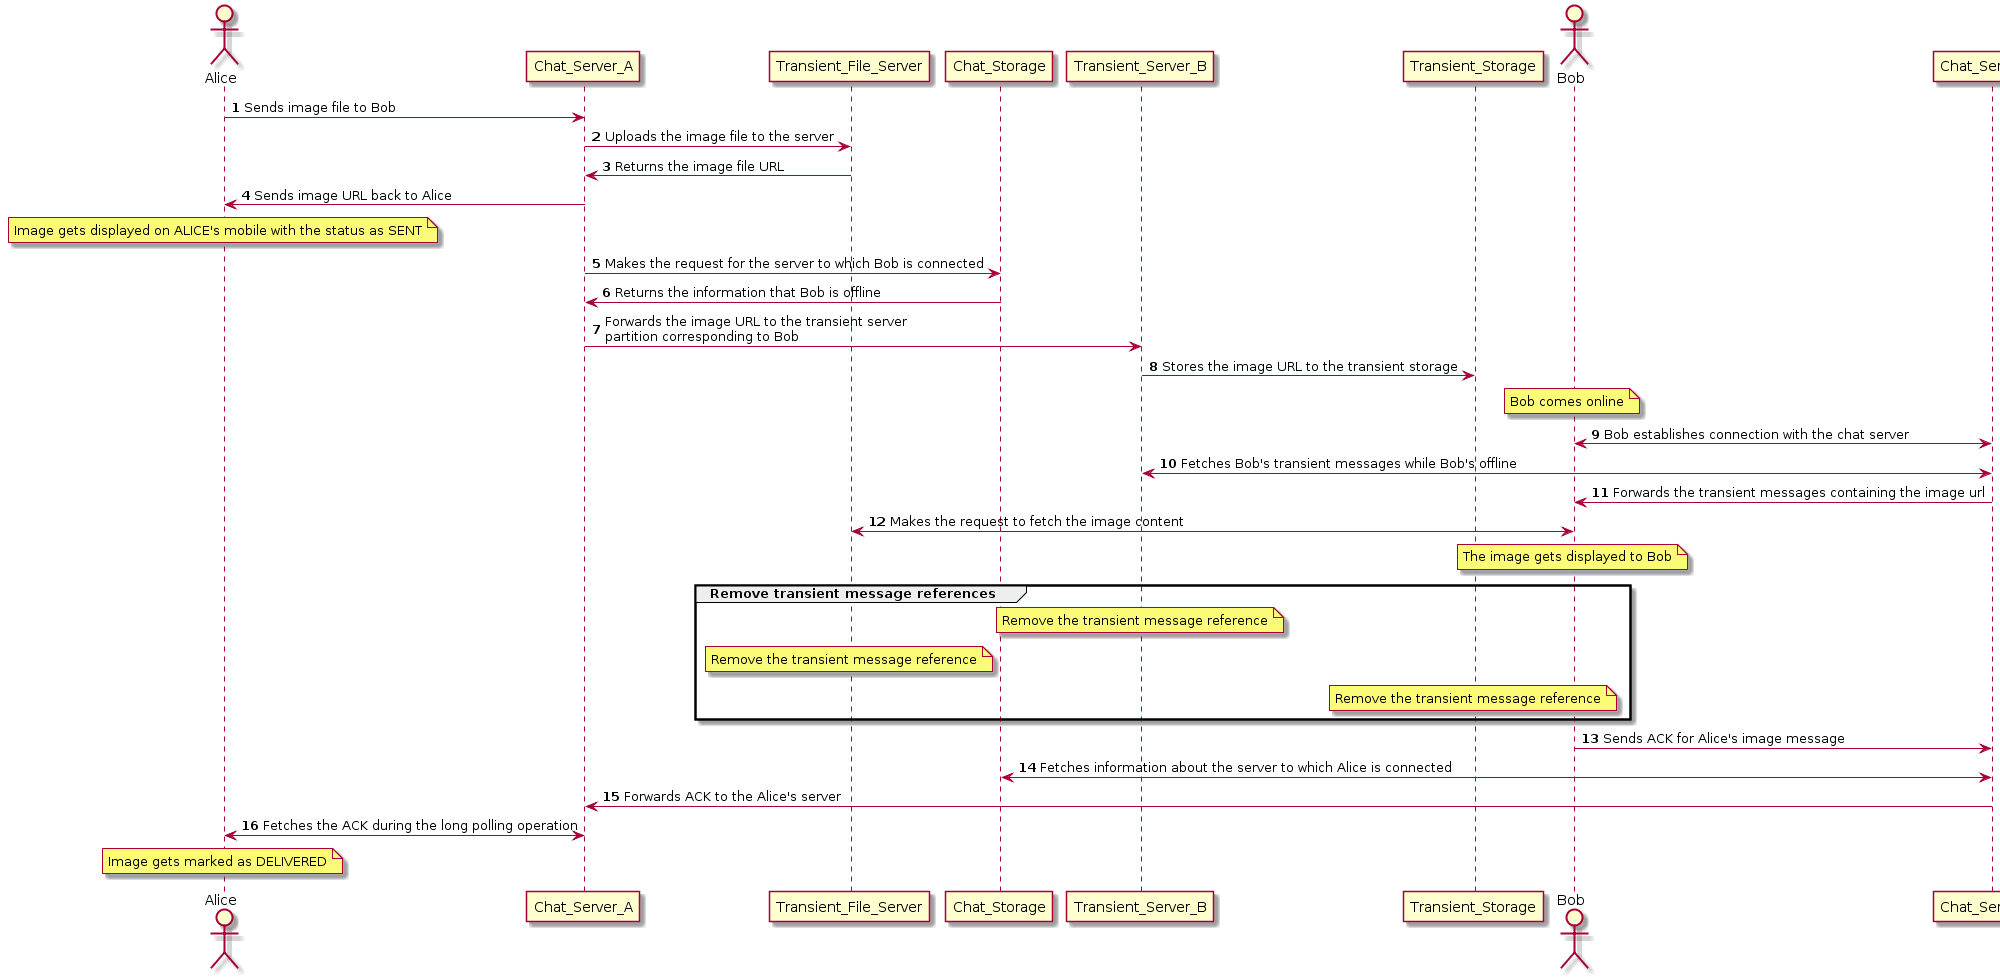 Alice
Bob
Chat_Server_A
Transient_File_Server
Chat_Storage
Transient_Server_B
Transient_Storage
Chat_Ser
1 Sends image file to Bob
2 Uploads the image file to the server
3 Returns the image file URL
4 Sends image URL back to Alice
Image gets displayed on ALICE's mobile with the status as SENT
5 Makes the request for the server to which Bob is connected
6 Returns the information that Bob is offline
7 Forwards the image URL to the transient server
partition corresponding to Bob
8 Stores the image URL to the transient storage
Bob comes online
9 Bob establishes connection with the chat server
10 Fetches Bob's transient messages while Bob's offline
11 Forwards the transient messages containing the image url
12 Makes the request to fetch the image content
The image gets displayed to Bob
Remove transient message references
Remove the transient message reference
Remove the transient message reference
Remove the transient message reference
13 Sends ACK for Alice's image message
14 Fetches information about the server to which Alice is connected
15 Forwards ACK to the Alice's server
16 Fetches the ACK during the long polling operation
Image gets marked as DELIVERED
Alice
Bob
Chat_Server_A
Transient_File_Server
Chat_Storage
Transient_Server_B
Transient_Storage
Chat_Ser